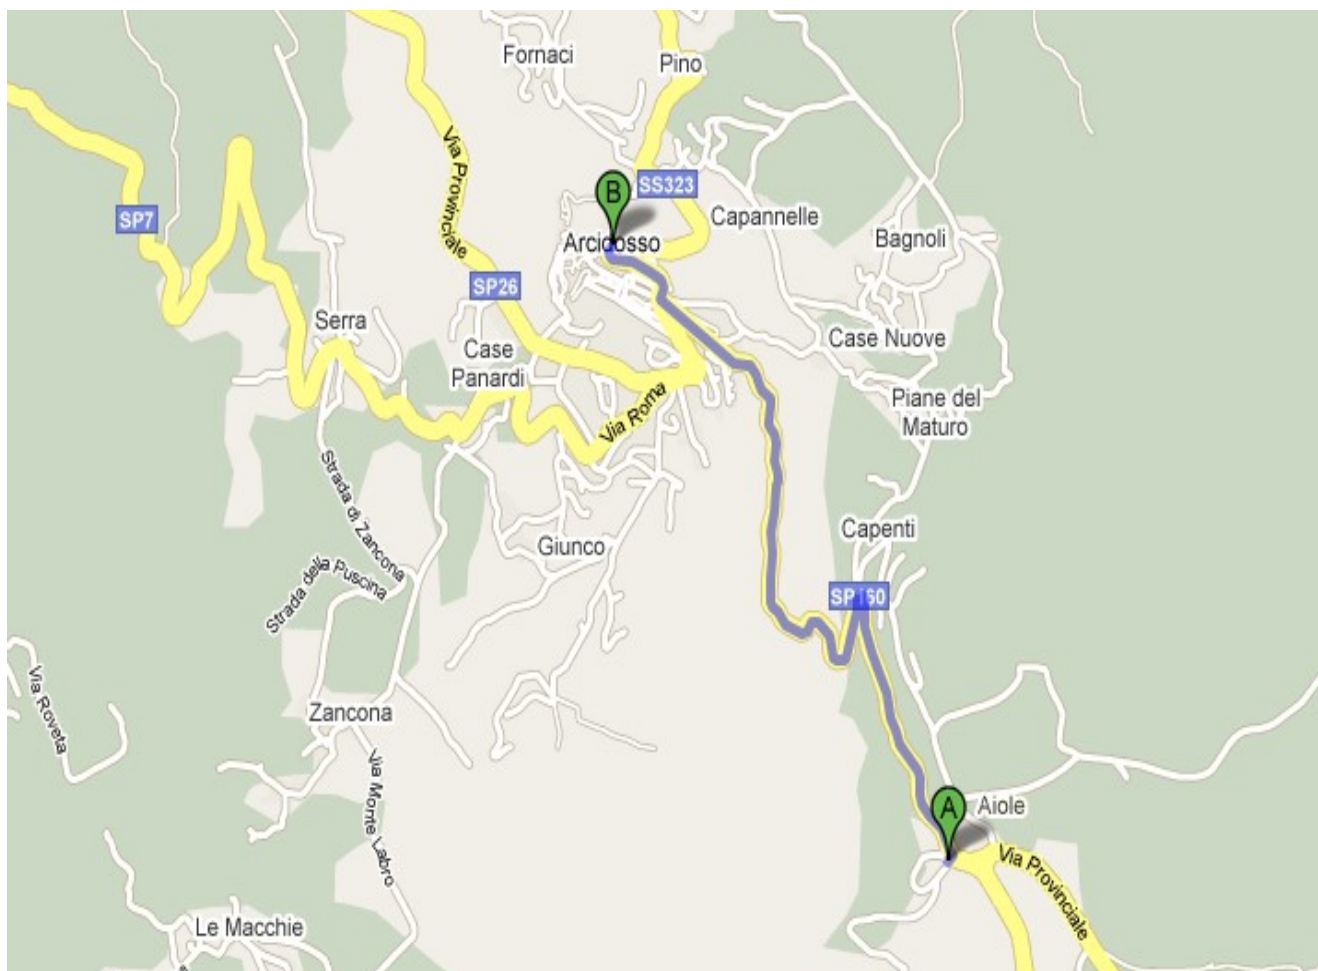 Fornaci
Pino
Via Provinciale
SS323
B
SP7
Capannelle
Bagnoli
Arcidosso
SP26
Serra
Case
Panardi
Case Nuove
Via Roma
Piane del
Maturo
Strada di Zancona
Capenti
Giunco
Strada della Puscina
SP160
Via Roveta
Zancona
Via Monte Labro
A
Aiole
Via Provinciale
Le Macchie